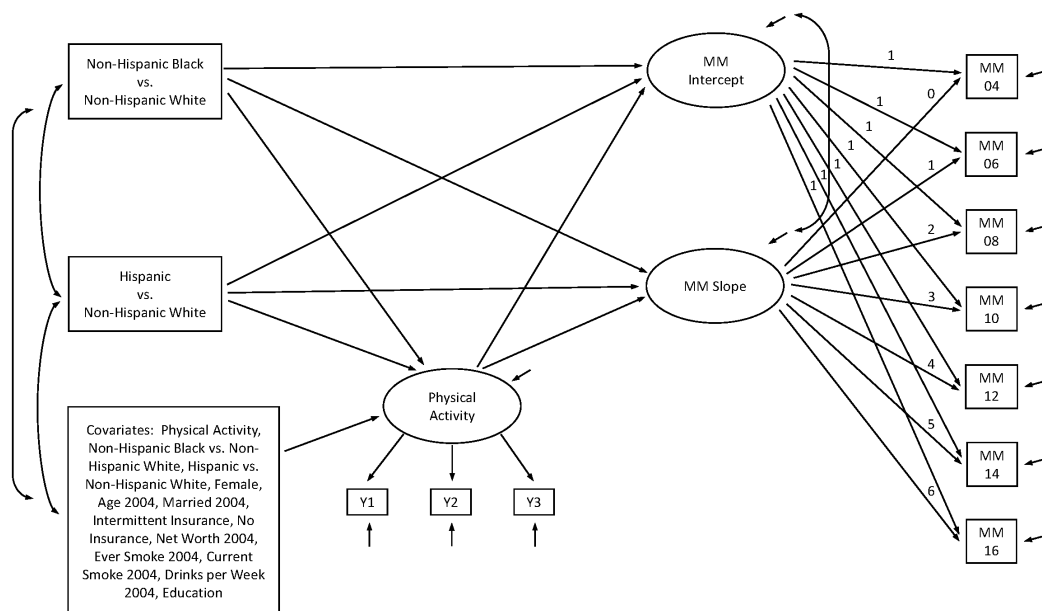 Non-Hispanic Black
vs.
Non-Hispanic White
MM
Intercept
1
MM
04
0
1
MM
06
1
1
1
1
1
1
MM
08
2
Hispanic
vs.
Non-Hispanic White
MM Slope
3
MM
10
4
MM
12
Physical
Activity
Covariates: Physical Activity,
Non-Hispanic Black vs. Non-
Hispanic White, Hispanic vs.
Non-Hispanic White, Female,
Age 2004, Married 2004,
Intermittent Insurance, No
Insurance, Net Worth 2004,
Ever Smoke 2004, Current
Smoke 2004, Drinks per Week
2004, Education
5
MM
14
Y1
Y2
Y3
6
MM
16